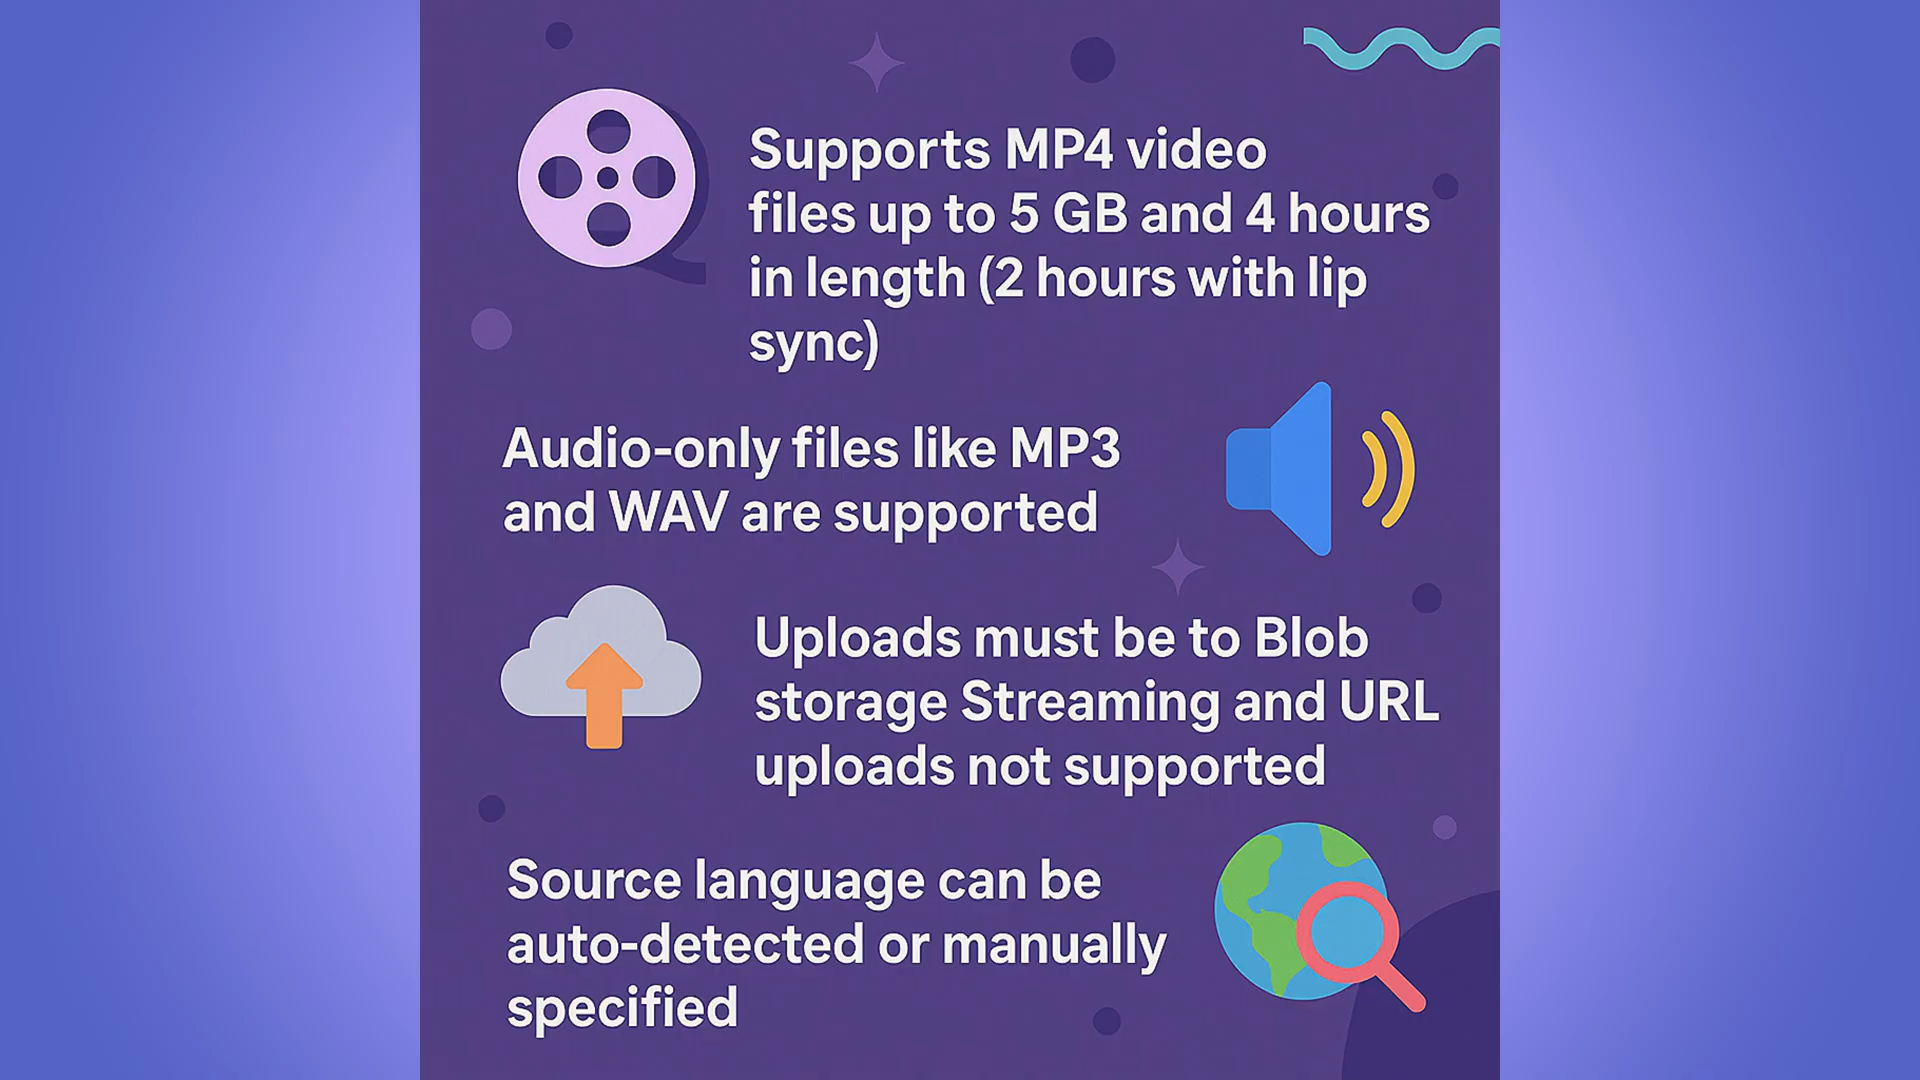 Supports MP4 video
files up to 5 GB and 4 hours
in length (2 hours with lip
sync)
Audio-only files like MP3
and WAV are supported
Uploads must be to Blob
storage Streaming and URL
uploads not supported
Source language can be
auto-detected or manually
specified